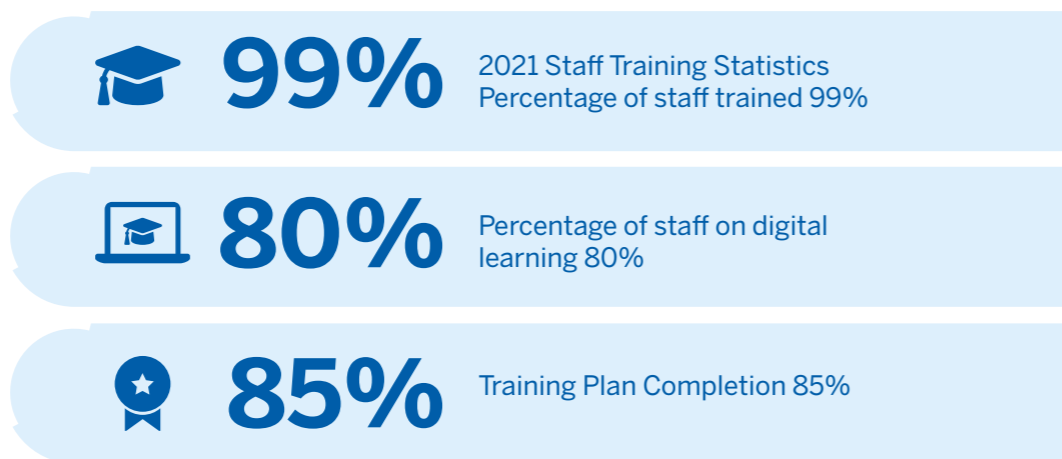 99%
2021 Staff Training Statistics
Percentage of staff trained 99%
80%
Percentage of staff on digital
learning 80%
85%
Training Plan Completion 85%